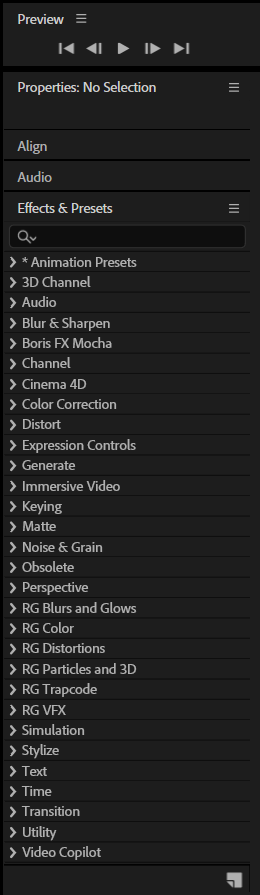 Preview
Properties: No Selection
Align
Audio
Effects & Presets
* Animation Presets
3D Channel
Audio
Blur & Sharpen
Boris FX Mocha
Channel
Cinema 4D
Color Correction
Distort
Expression Controls
Generate
Immersive Video
Keying
Matte
Noise & Grain
Obsolete
Perspective
RG Blurs and Glows
RG Color
RG Distortions
RG Particles and 3D
RG Trapcode
RG VFX
Simulation
Stylize
Text
Time
Transition
Utility
Video Copilot